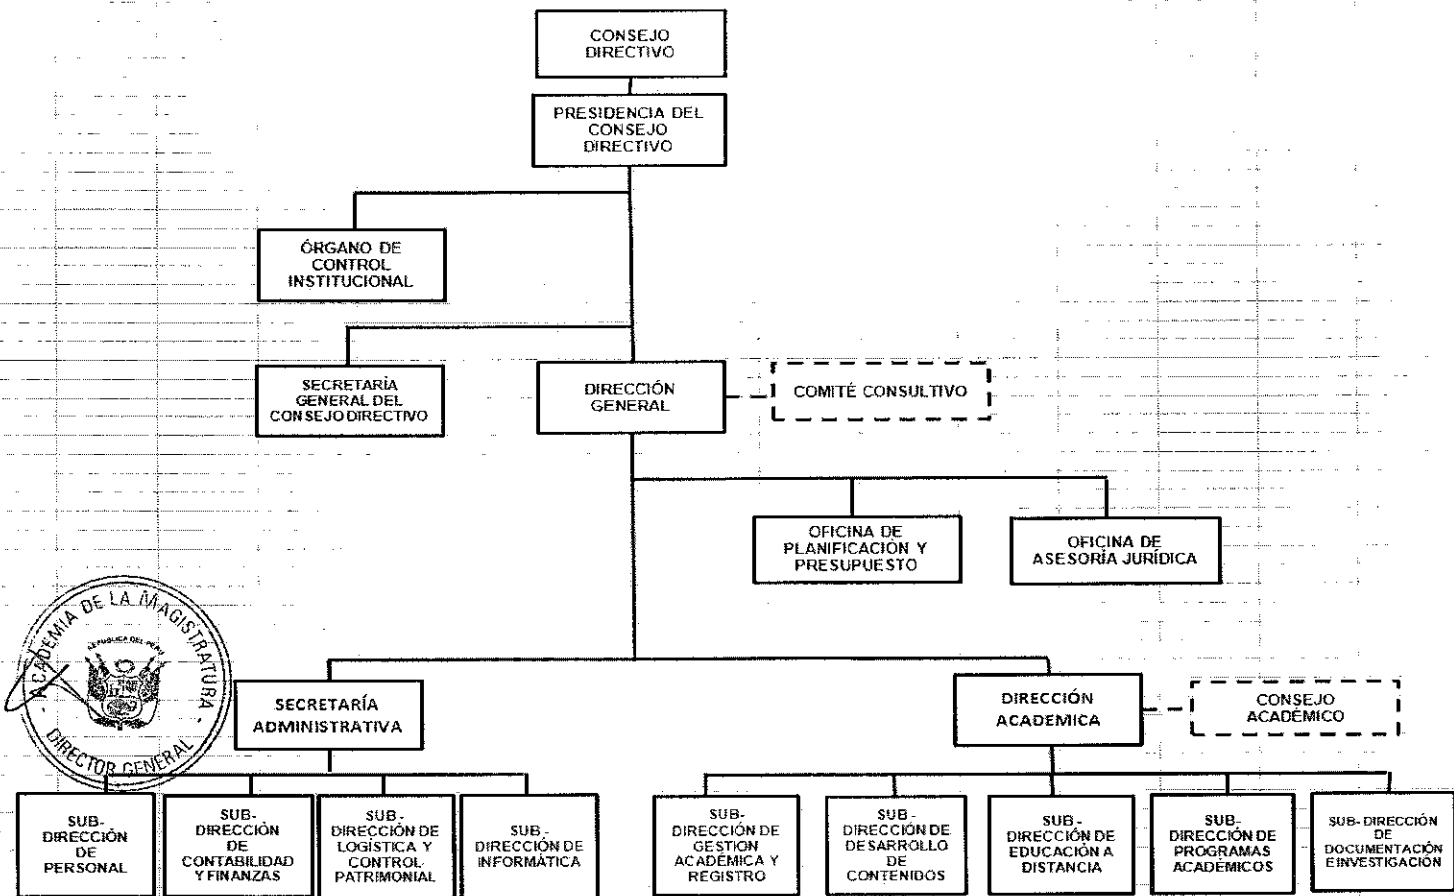 CONSEJO
DIRECTIVO
PRESIDENCIA DEL
CONSEJO
DIRECTIVO
ÓRGANO DE
CONTROL
INSTITUCIONAL
SECRETARÍA
GENERAL DEL
CONSEJO DIRECTIVO
DIRECCIÓN
GENERAL
COMITÉ CONSULTIVO
OFICINA DE
PLANIFICACIÓN Y
PRESUPUESTO
OFICINA DE
ASESORÍA JURÍDICA
ACADEMIA DE LA MAGISTRATURA
REPUBLICA DEL PERU
DIRECTOR GENERAL
SECRETARÍA
ADMINISTRATIVA
DIRECCIÓN
ACADEMICA
CONSEJO
ACADÉMICO
SUB-
DIRECCIÓN
DE
PERSONAL
SUB-
DIRECCIÓN
DE
CONTABILIDAD
Y FINANZAS
SUB-
DIRECCIÓN DE
LOGÍSTICA Y
CONTROL
PATRIMONIAL
SUB-
DIRECCIÓN DE
INFORMÁTICA
SUB-
DIRECCIÓN DE
GESTION
ACADÉMICA Y
REGISTRO
SUB-
DIRECCIÓN DE
DESARROLLO
DE
CONTENIDOS
SUB-
DIRECCIÓN DE
EDUCACIÓN A
DISTANCIA
SUB-
DIRECCIÓN DE
PROGRAMAS
ACADÉMICOS
SUB-DIRECCIÓN
DE
DOCUMENTACIÓN
E INVESTIGACIÓN